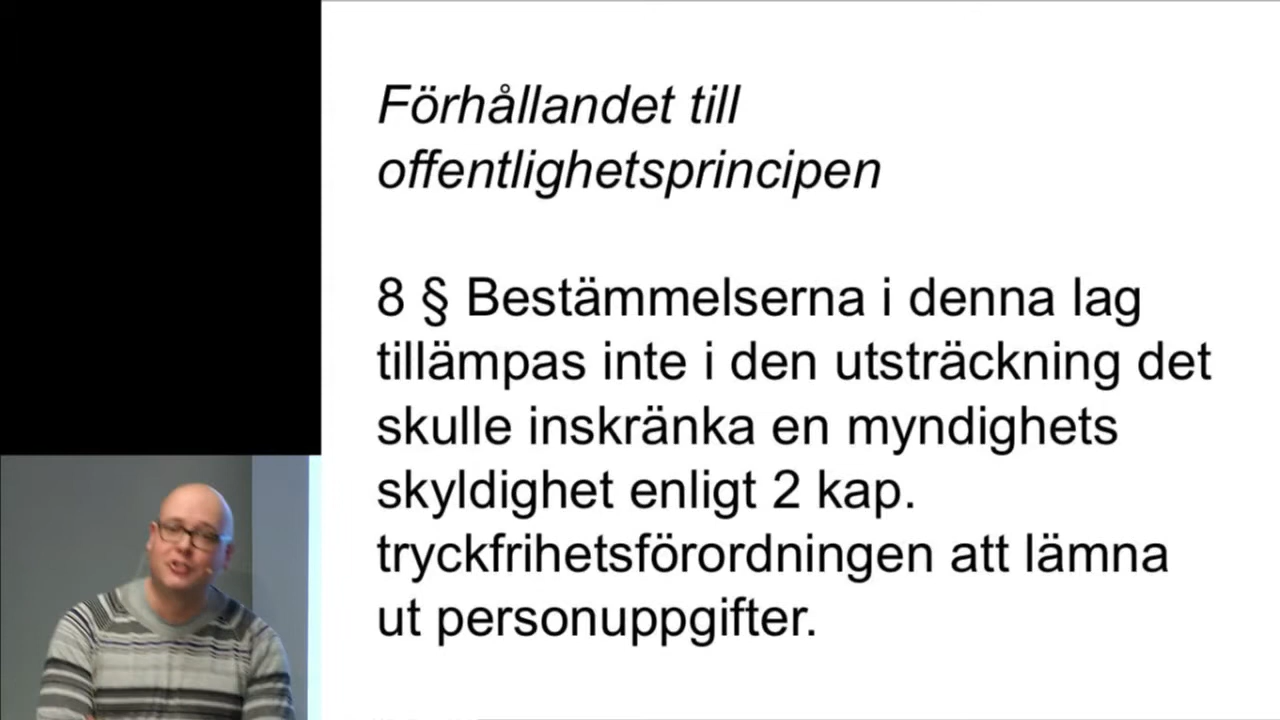 Förhållandet till
offentlighetsprincipen
8 § Bestämmelserna i denna lag
tillämpas inte i den utsträckning det
skulle inskränka en myndighets
skyldighet enligt 2 kap.
tryckfrihetsförordningen att lämna
ut personuppgifter.